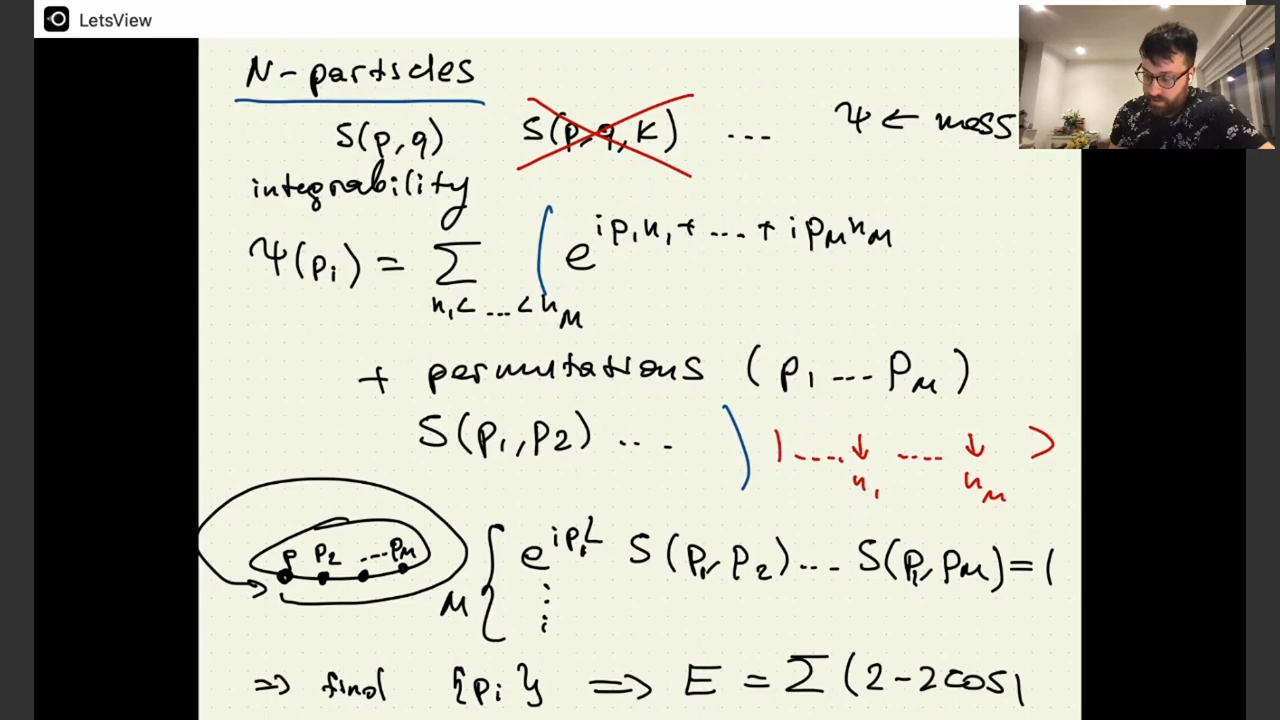 LetsView
N-particles
S(p,q) S(p,q,k) ... Ψ ← mess
integrability
Ψ(p_i) = Σ_{n_1<...<n_M} ( e^{ip_1n_1+....+ip_Mn_M}
+ permutations (p_1...p_M)
S(p_1,p_2)... ) |....↓....↓ >
n_1 n_M
p p_2 ...p_M
M { e^{ip_1L} S(p_1,p_2)... S(p_1,p_M)=1
⋮
⇒ find {p_i} ⇒ E = Σ(2-2cos